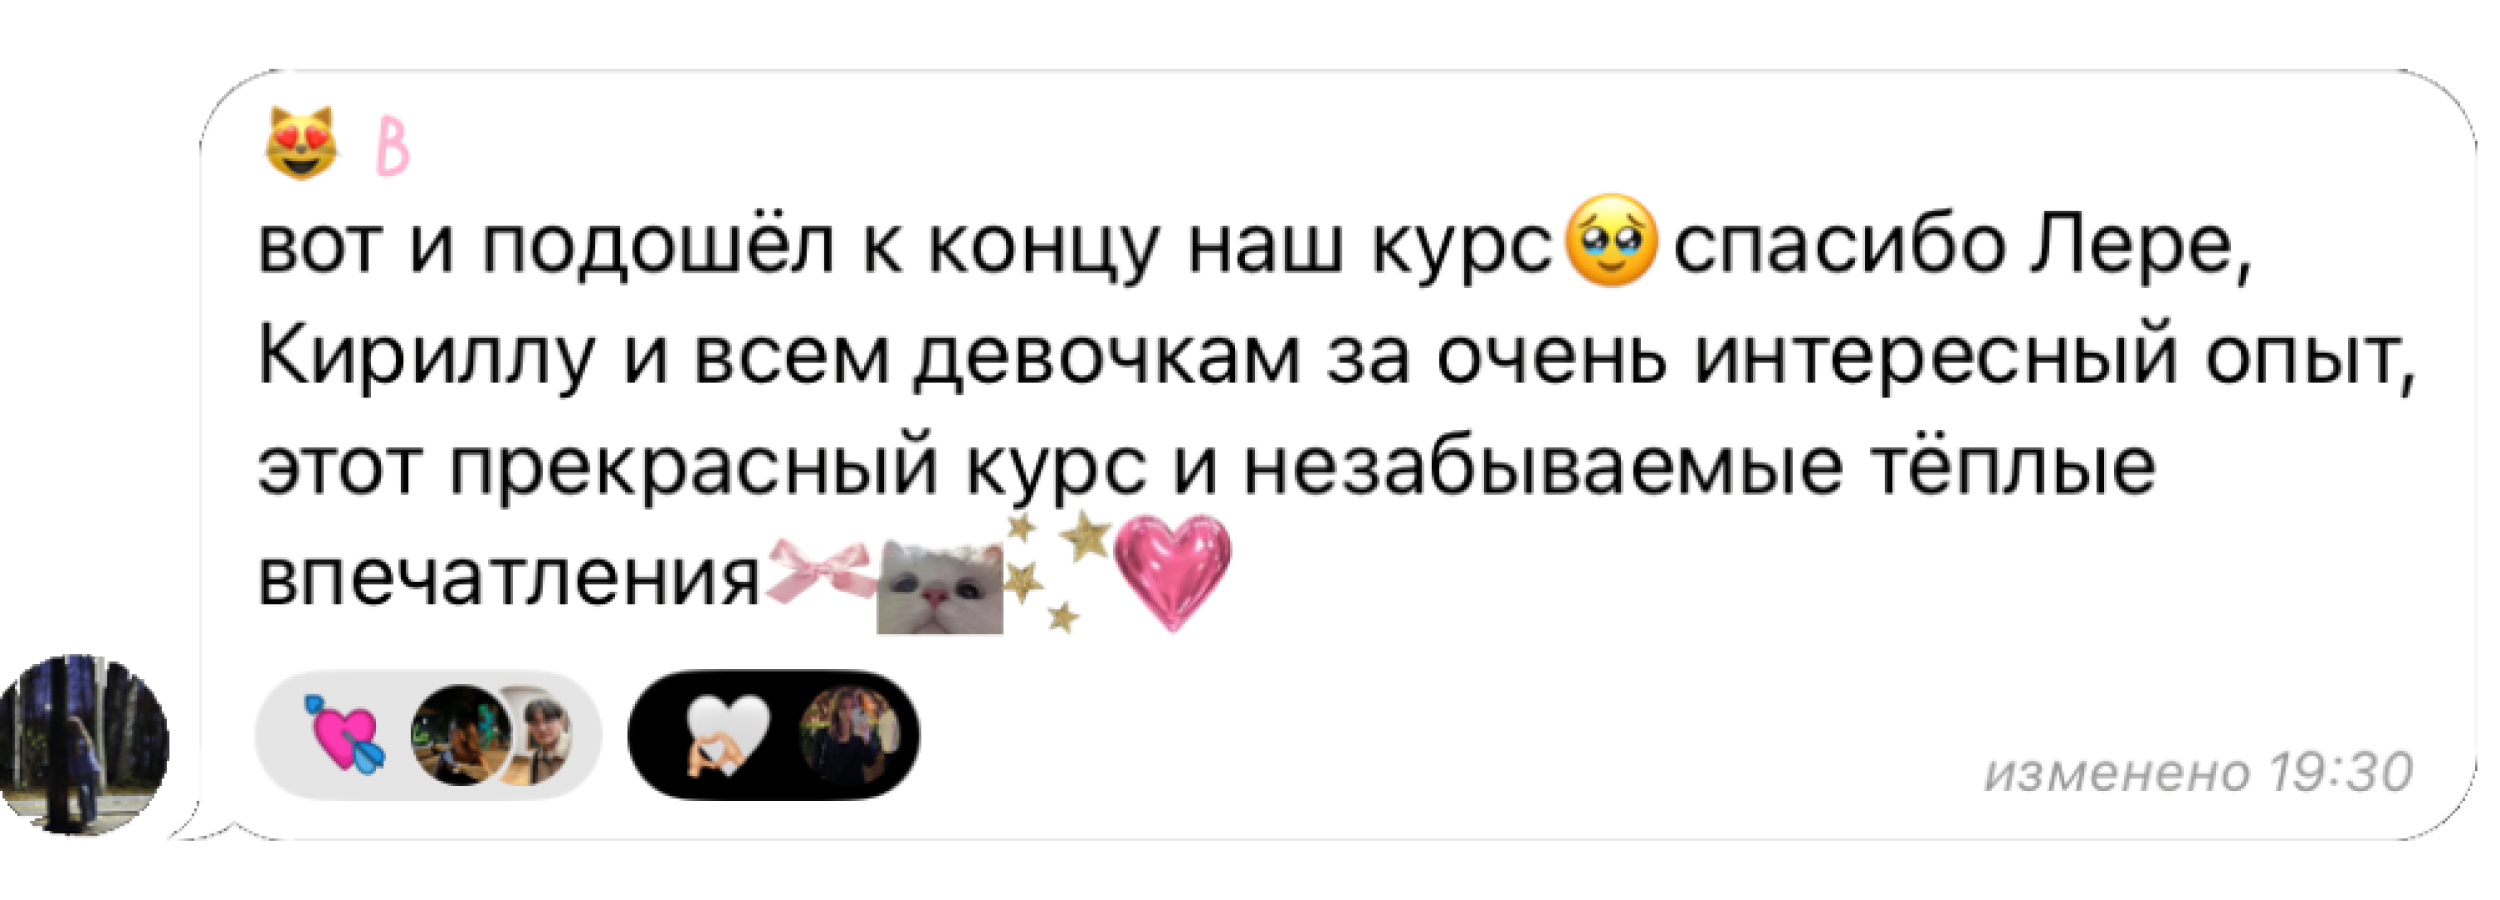 😻 B
вот и подошёл к концу наш курс🥹спасибо Лере,
Кириллу и всем девочкам за очень интересный опыт,
этот прекрасный курс и незабываемые тёплые
впечатления
изменено 19:30